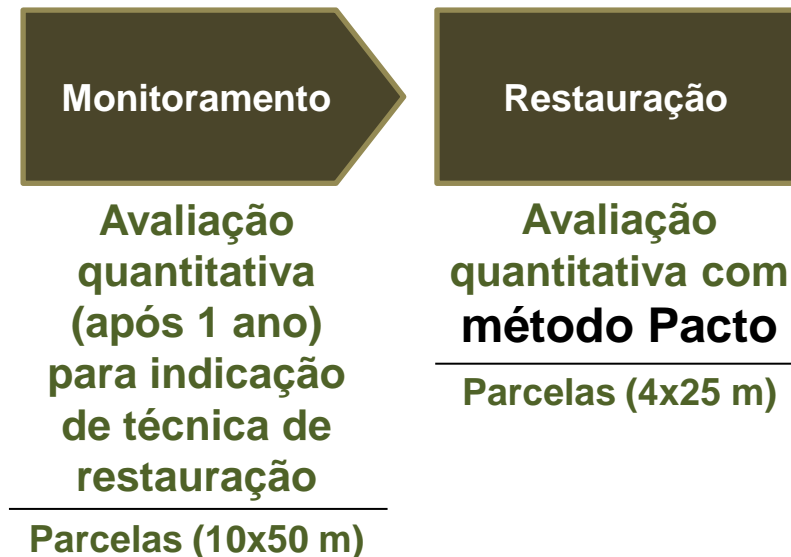 Monitoramento
Avaliação
quantitativa
(após 1 ano)
para indicação
de técnica de
restauração
Parcelas (10x50 m)
Restauração
Avaliação
quantitativa com
método Pacto
Parcelas (4x25 m)